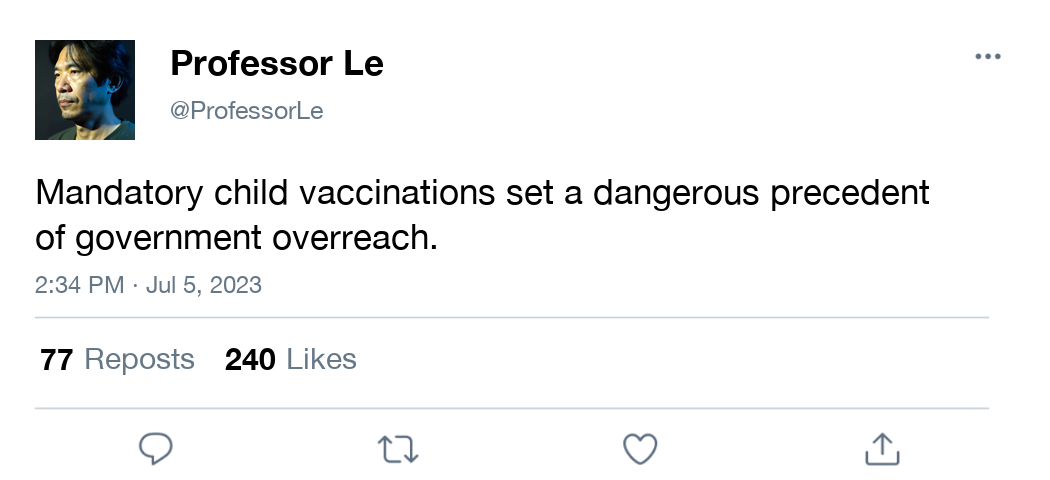 Professor Le
@ProfessorLe
Mandatory child vaccinations set a dangerous precedent
of government overreach.
2:34 PM · Jul 5, 2023
77 Reposts 240 Likes